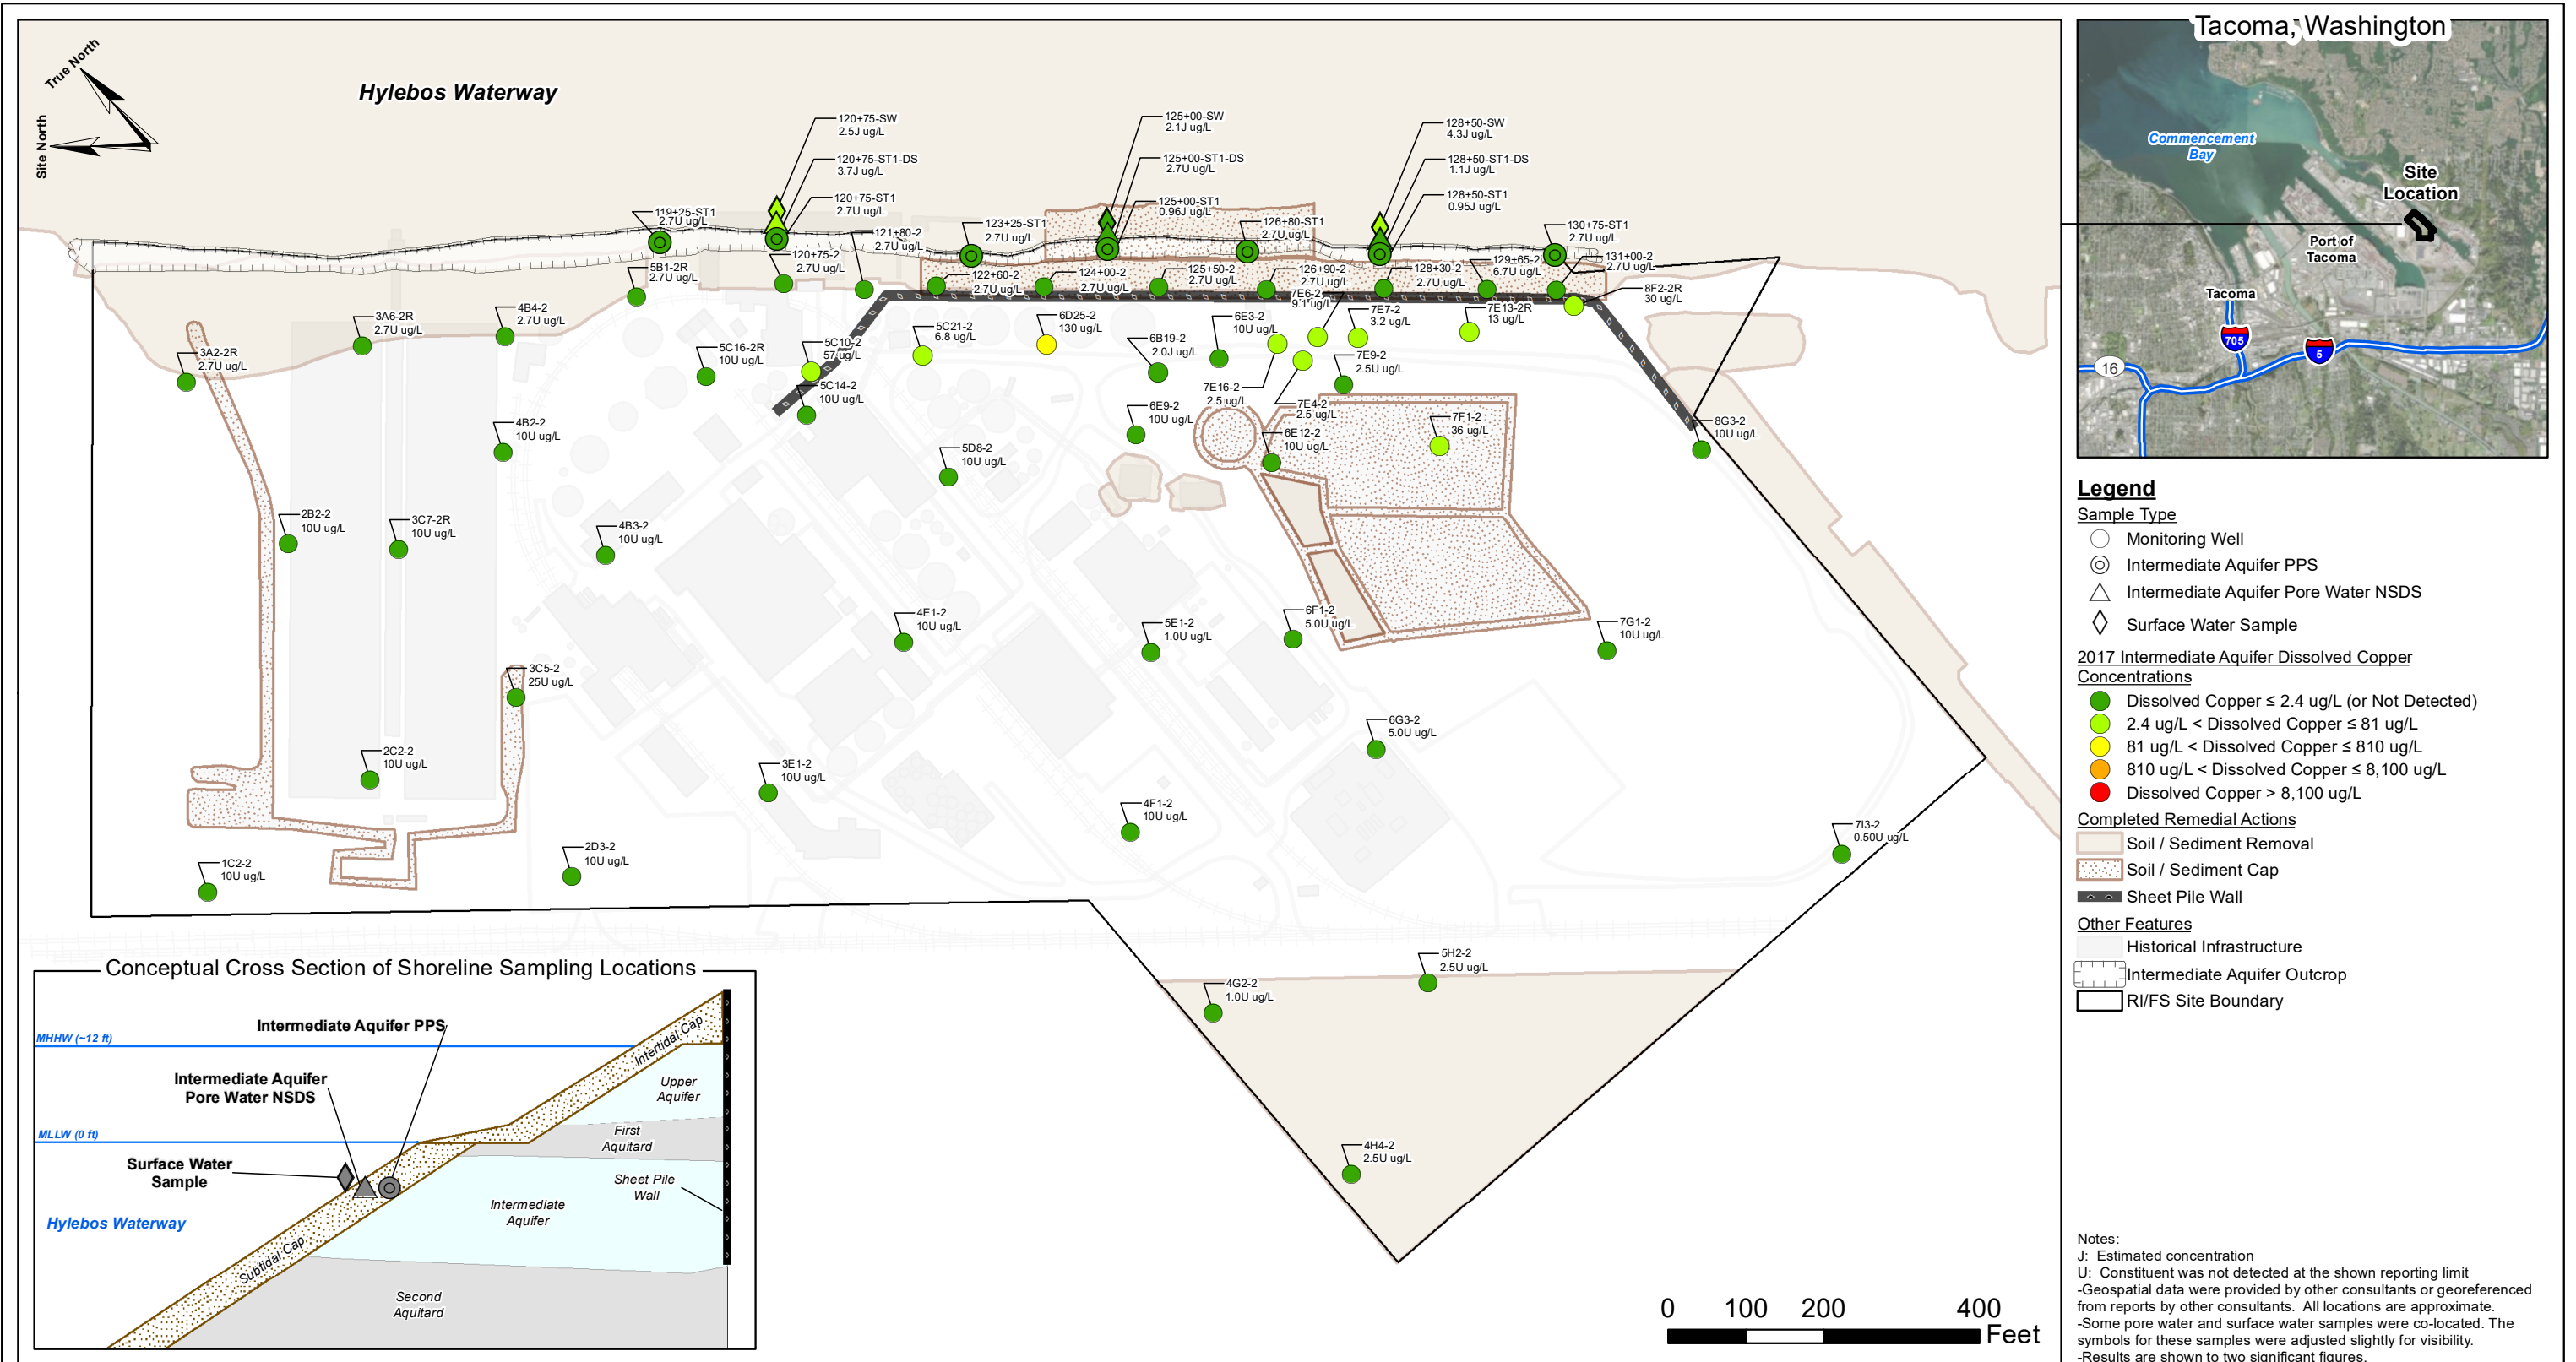 True North
Site North
Hylebos Waterway
120+75-SW
2.5J ug/L
120+75-ST1-DS
3.7J ug/L
120+75-ST1
2.7U ug/L
125+00-SW
2.1J ug/L
125+00-ST1-DS
2.7U ug/L
125+00-ST1
0.96J ug/L
128+50-SW
4.3J ug/L
128+50-ST1-DS
1.1J ug/L
128+50-ST1
0.95J ug/L
119+25-ST1
2.7U ug/L
121+80-2
2.7U ug/L
123+25-ST1
2.7U ug/L
126+80-ST1
2.7U ug/L
130+75-ST1
2.7U ug/L
5B1-2R
2.7U ug/L
120+75-2
2.7U ug/L
122+60-2
2.7U ug/L
124+00-2
2.7U ug/L
125+50-2
2.7U ug/L
126+90-2
2.7U ug/L
128+30-2
2.7U ug/L
129+65-2
6.7U ug/L
131+00-2
2.7U ug/L
8F2-2R
30 ug/L
3A2-2R
2.7U ug/L
3A6-2R
2.7U ug/L
4B4-2
2.7U ug/L
5C16-2R
10U ug/L
5C10-2
57 ug/L
5C14-2
10U ug/L
5C21-2
6.8 ug/L
6D25-2
130 ug/L
6B19-2
2.0J ug/L
6E3-2
10U ug/L
7E6-2
9.1 ug/L
7E7-2
3.2 ug/L
7E13-2R
13 ug/L
7E9-2
2.5U ug/L
7E16-2
2.5 ug/L
7E4-2
2.5 ug/L
6E9-2
10U ug/L
6E12-2
10U ug/L
7F1-2
36 ug/L
8G3-2
10U ug/L
4B2-2
10U ug/L
5D8-2
10U ug/L
2B2-2
10U ug/L
3C7-2R
10U ug/L
4B3-2
10U ug/L
4E1-2
10U ug/L
5E1-2
1.0U ug/L
6F1-2
5.0U ug/L
7G1-2
10U ug/L
3C5-2
25U ug/L
2C2-2
10U ug/L
3E1-2
10U ug/L
6G3-2
5.0U ug/L
4F1-2
10U ug/L
7I3-2
0.50U ug/L
1C2-2
10U ug/L
2D3-2
10U ug/L
4G2-2
1.0U ug/L
5H2-2
2.5U ug/L
4H4-2
2.5U ug/L
Conceptual Cross Section of Shoreline Sampling Locations
MHHW (~12 ft)
MLLW (0 ft)
Intermediate Aquifer PPS
Intermediate Aquifer
Pore Water NSDS
Surface Water
Sample
Hylebos Waterway
Intertidal Cap
Upper
Aquifer
First
Aquitard
Sheet Pile
Wall
Intermediate
Aquifer
Subtidal Cap
Second
Aquitard
0 100 200 400
Feet
Tacoma, Washington
Commencement
Bay
Site
Location
Port of
Tacoma
Tacoma
705
5
16
Legend
Sample Type
Monitoring Well
Intermediate Aquifer PPS
Intermediate Aquifer Pore Water NSDS
Surface Water Sample
2017 Intermediate Aquifer Dissolved Copper
Concentrations
Dissolved Copper ≤ 2.4 ug/L (or Not Detected)
2.4 ug/L < Dissolved Copper ≤ 81 ug/L
81 ug/L < Dissolved Copper ≤ 810 ug/L
810 ug/L < Dissolved Copper ≤ 8,100 ug/L
Dissolved Copper > 8,100 ug/L
Completed Remedial Actions
Soil / Sediment Removal
Soil / Sediment Cap
Sheet Pile Wall
Other Features
Historical Infrastructure
Intermediate Aquifer Outcrop
RI/FS Site Boundary
Notes:
J: Estimated concentration
U: Constituent was not detected at the shown reporting limit
-Geospatial data were provided by other consultants or georeferenced
from reports by other consultants. All locations are approximate.
-Some pore water and surface water samples were co-located. The
symbols for these samples were adjusted slightly for visibility.
-Results are shown to two significant figures.